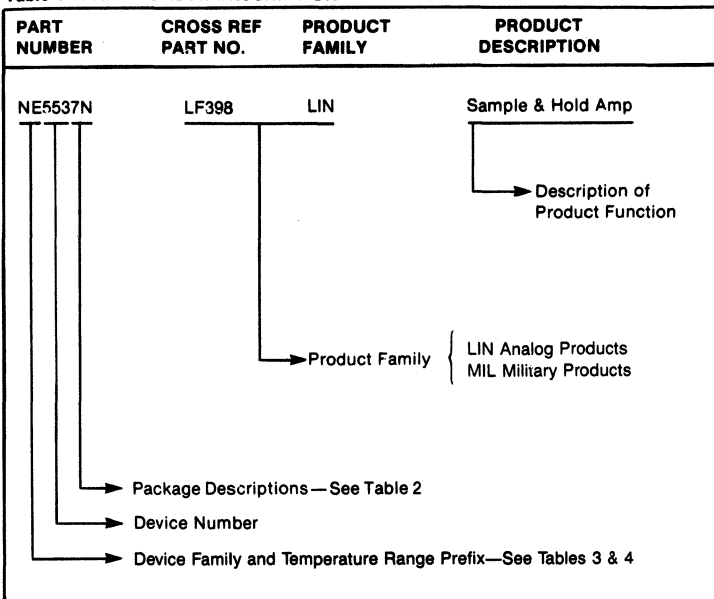 PART NUMBER CROSS REF PART NO. PRODUCT FAMILY PRODUCT DESCRIPTION
NE5537N LF398 LIN Sample & Hold Amp
Description of
Product Function
Product Family { LIN Analog Products
MIL Military Products
Package Descriptions—See Table 2
Device Number
Device Family and Temperature Range Prefix—See Tables 3 & 4